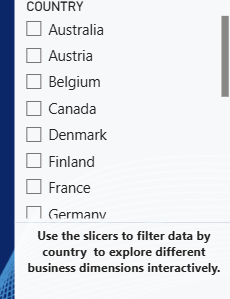 COUNTRY
Australia
Austria
Belgium
Canada
Denmark
Finland
France
Germany
Use the slicers to filter data by
country to explore different
business dimensions interactively.